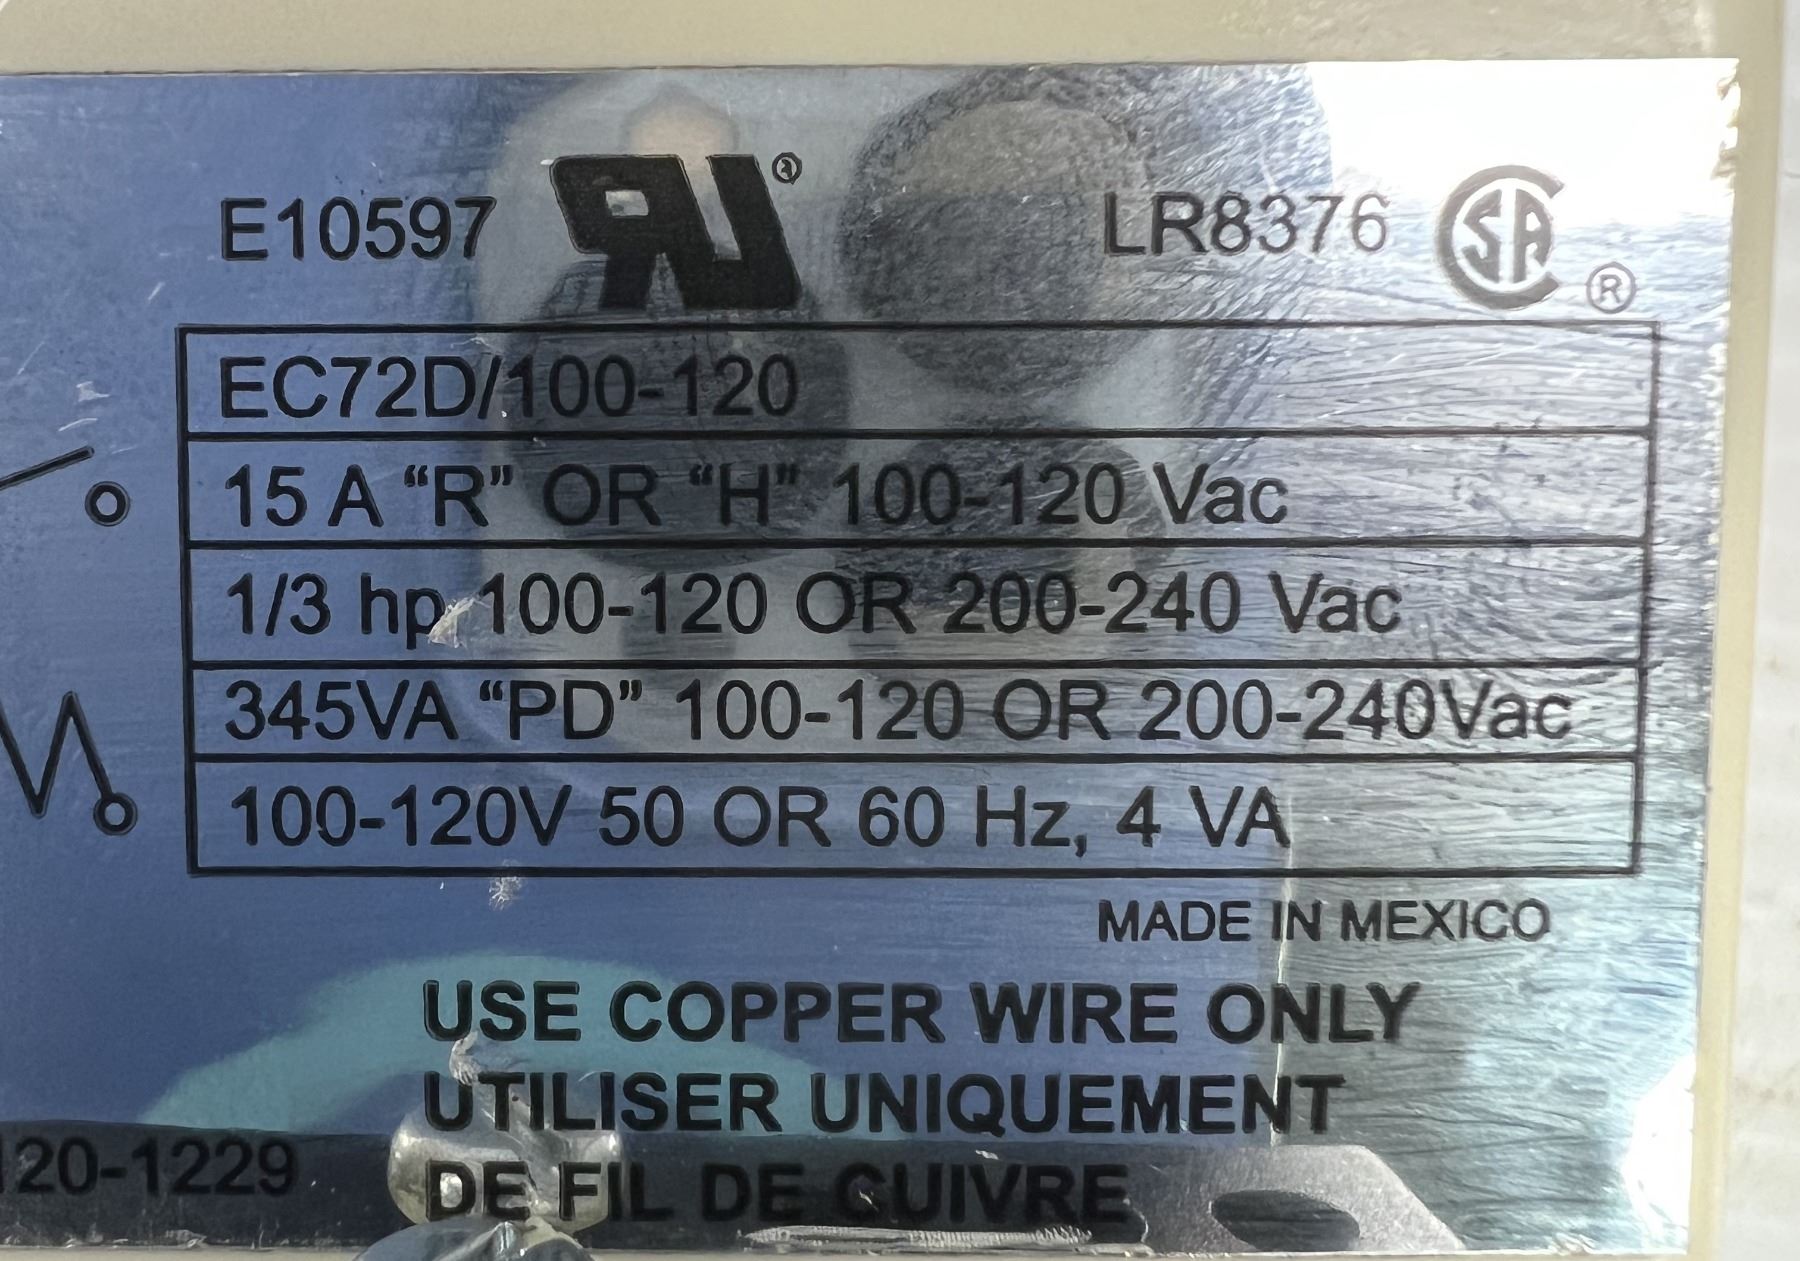 E10597 RU® LR8376 CSA ®
EC72D/100-120
15 A “R” OR “H” 100-120 Vac
1/3 hp 100-120 OR 200-240 Vac
345VA “PD” 100-120 OR 200-240Vac
100-120V 50 OR 60 Hz, 4 VA
MADE IN MEXICO
USE COPPER WIRE ONLY
UTILISER UNIQUEMENT
DE FIL DE CUIVRE
120-1229